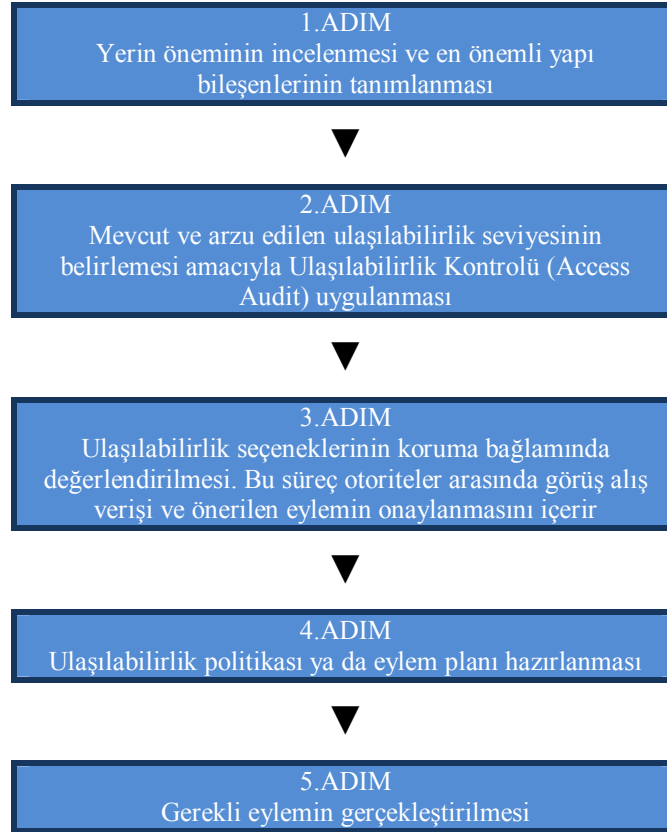 1.ADIM
Yerin öneminin incelenmesi ve en önemli yapı
bileşenlerinin tanımlanması
2.ADIM
Mevcut ve arzu edilen ulaşılabilirlik seviyesinin
belirlemesi amacıyla Ulaşılabilirlik Kontrolü (Access
Audit) uygulanması
3.ADIM
Ulaşılabilirlik seçeneklerinin koruma bağlamında
değerlendirilmesi. Bu süreç otoriteler arasında görüş alış
verişi ve önerilen eylemin onaylanmasını içerir
4.ADIM
Ulaşılabilirlik politikası ya da eylem planı hazırlanması
5.ADIM
Gerekli eylemin gerçekleştirilmesi